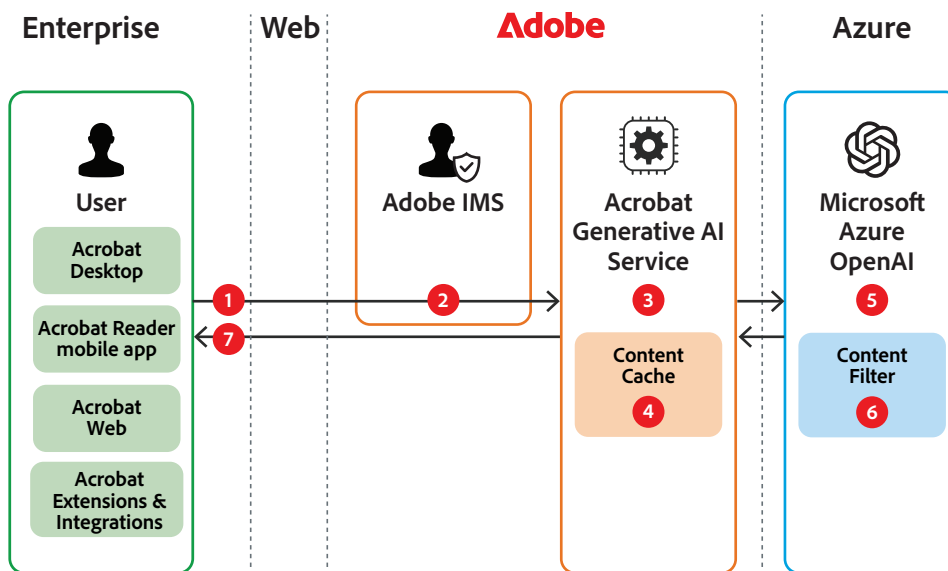 Enterprise
Web
Adobe
Azure
User
Acrobat
Desktop
Acrobat Reader
mobile app
Acrobat
Web
Acrobat
Extensions &
Integrations
1
7
Adobe IMS
2
Acrobat
Generative AI
Service
3
Content
Cache
4
Microsoft
Azure
OpenAI
5
Content
Filter
6